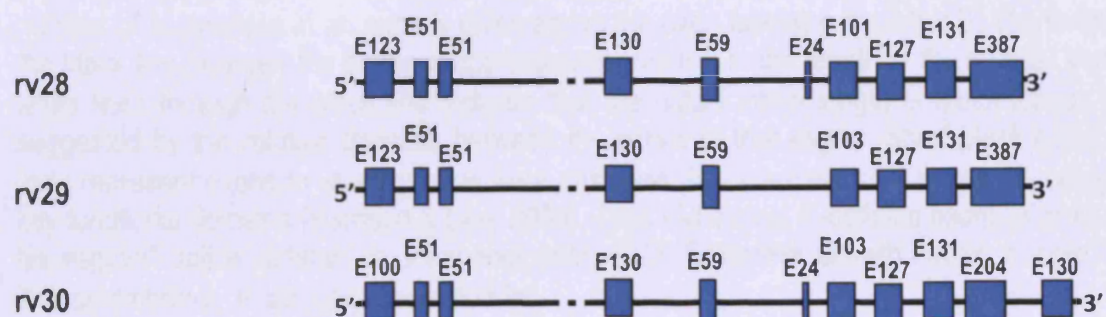 E51 E101 E131
E123 E51 E130 E59 E24 E127 E387
rv28 5' 3'
E51 E103 E131
E123 E51 E130 E59 E127 E387
rv29 5' 3'
E51 E103 E131
E100 E51 E130 E59 E24 E127 E204 E130
rv30 5' 3'